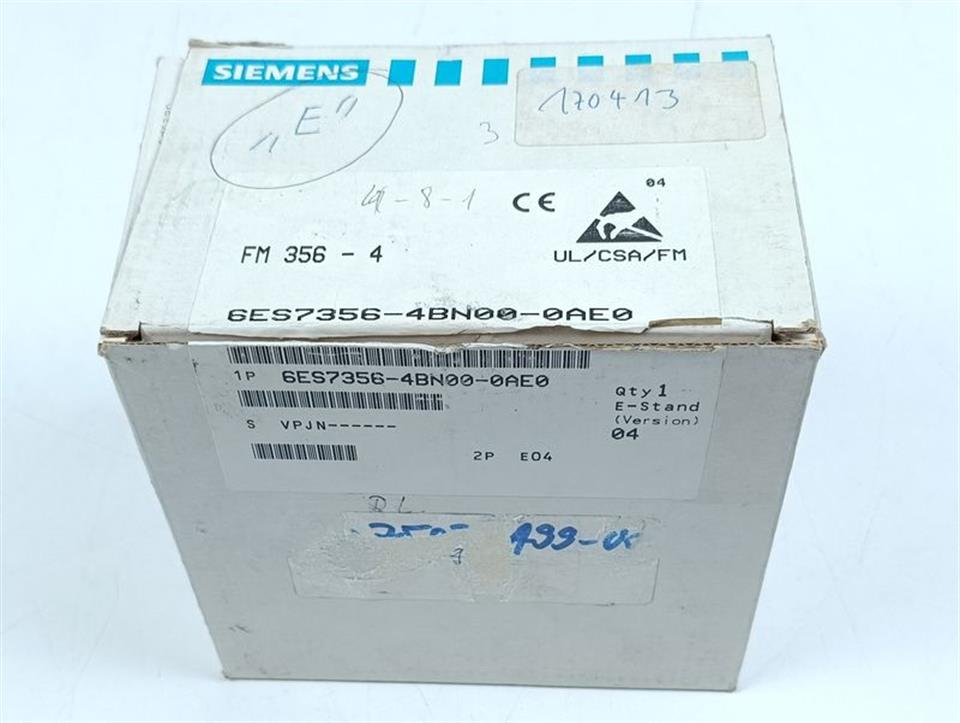 SIEMENS
"E"
170413
3
4-8-1
04
CE
FM 356 - 4
UL/CSA/FM
6ES7356-4BN00-0AE0
1P 6ES7356-4BN00-0AE0
Qty 1
E-Stand
(Version)
04
S VPJN------
2P E04